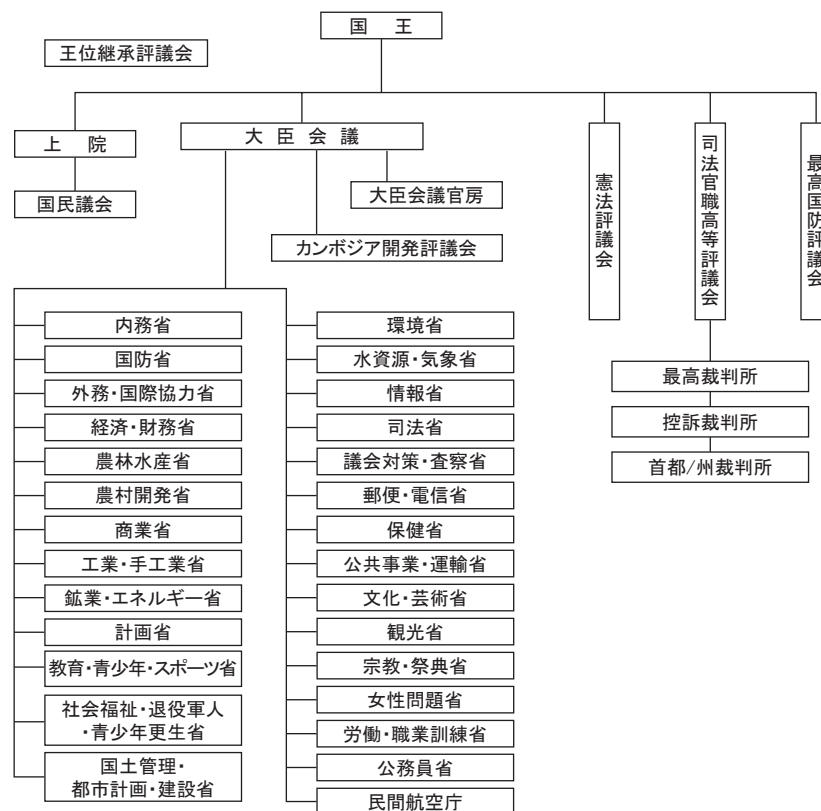 国王
王位継承評議会
上院
国民議会
大臣会議
大臣会議官房
カンボジア開発評議会
憲法評議会
司法官職高等評議会
最高国防評議会
最高裁判所
控訴裁判所
首都/州裁判所
内務省
国防省
外務・国際協力省
経済・財務省
農林水産省
農村開発省
商業省
工業・手工業省
鉱業・エネルギー省
計画省
教育・青少年・スポーツ省
社会福祉・退役軍人
・青少年更生省
国土管理・
都市計画・建設省
環境省
水資源・気象省
情報省
司法省
議会対策・査察省
郵便・電信省
保健省
公共事業・運輸省
文化・芸術省
観光省
宗教・祭典省
女性問題省
労働・職業訓練省
公務員省
民間航空庁